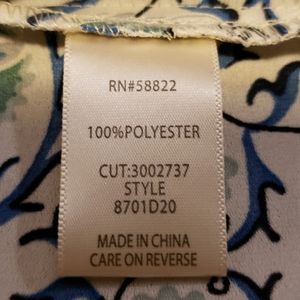 RN#58822
100%POLYESTER
CUT:3002737
STYLE
8701D20
MADE IN CHINA
CARE ON REVERSE